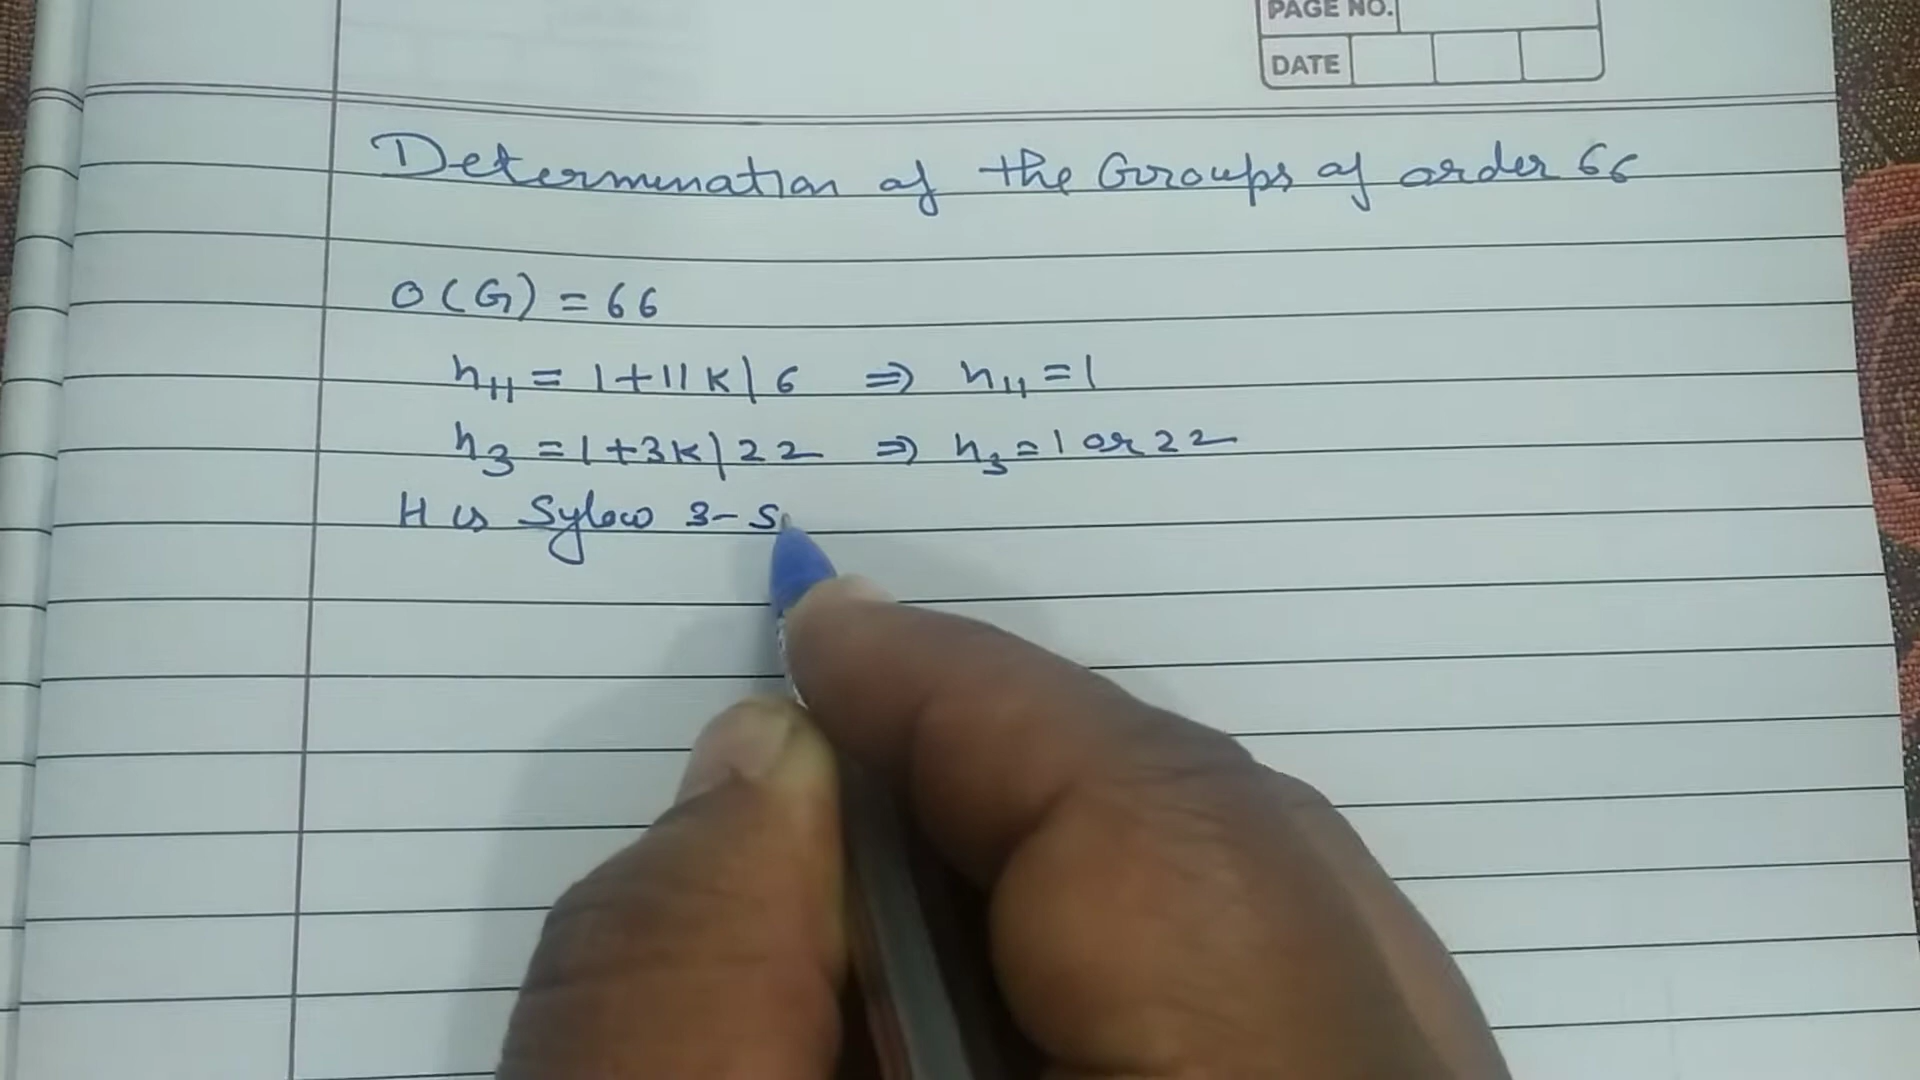 PAGE NO.
DATE
Determination of the Groups of order 66
O(G) = 66
n₁₁ = 1+11k|6 ⇒ n₁₁ = 1
n₃ = 1+3k|22 ⇒ n₃ = 1 or 22
H is Sylow 3-S